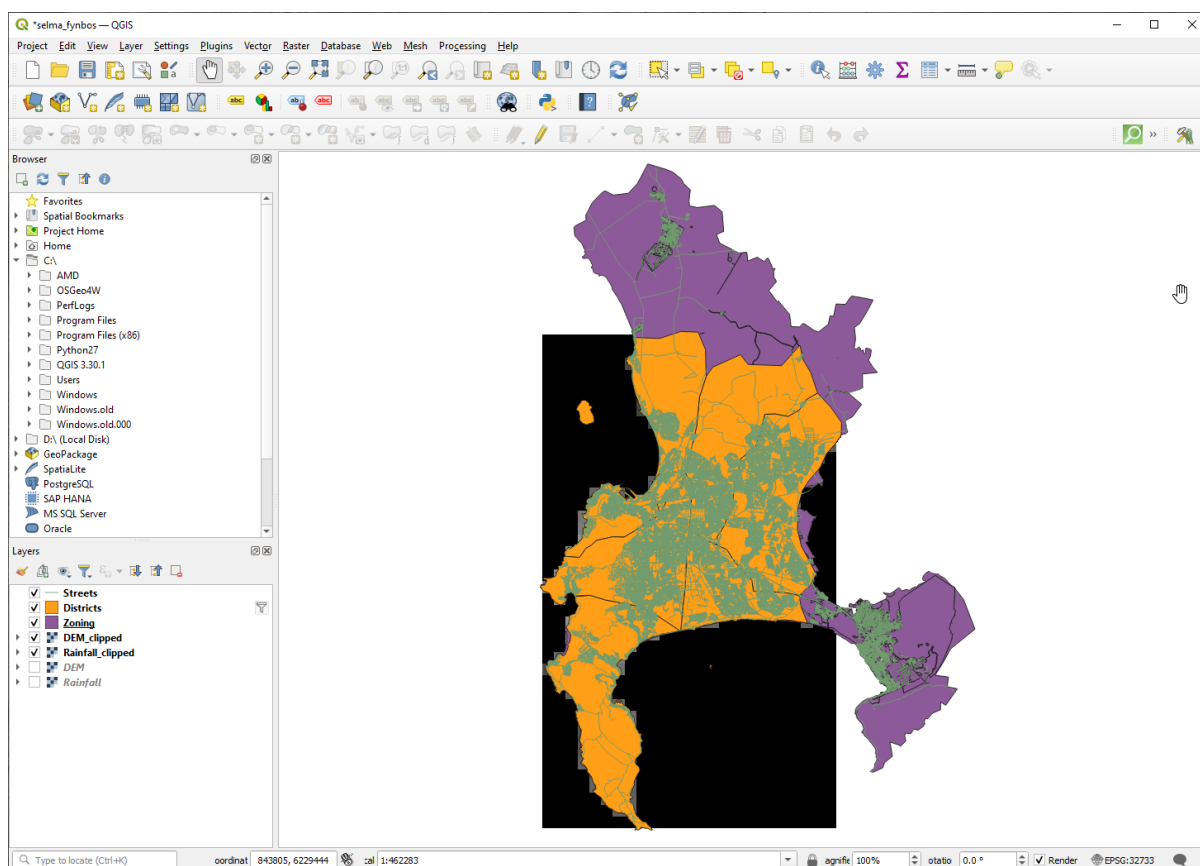 *selma_fynbos — QGIS
Project Edit View Layer Settings Plugins Vector Raster Database Web Mesh Processing Help
abc abc abc
Browser
Favorites
Spatial Bookmarks
Project Home
Home
C:\
AMD
OSGeo4W
PerfLogs
Program Files
Program Files (x86)
Python27
QGIS 3.30.1
Users
Windows
Windows.old
Windows.old.000
D:\ (Local Disk)
GeoPackage
SpatiaLite
PostgreSQL
SAP HANA
MS SQL Server
Oracle
Layers
Streets
Districts
Zoning
DEM_clipped
Rainfall_clipped
DEM
Rainfall
Type to locate (Ctrl+K) oordinat 843805, 6229444 :al 1:462283 agnifie 100% otatio 0.0 ° Render EPSG:32733